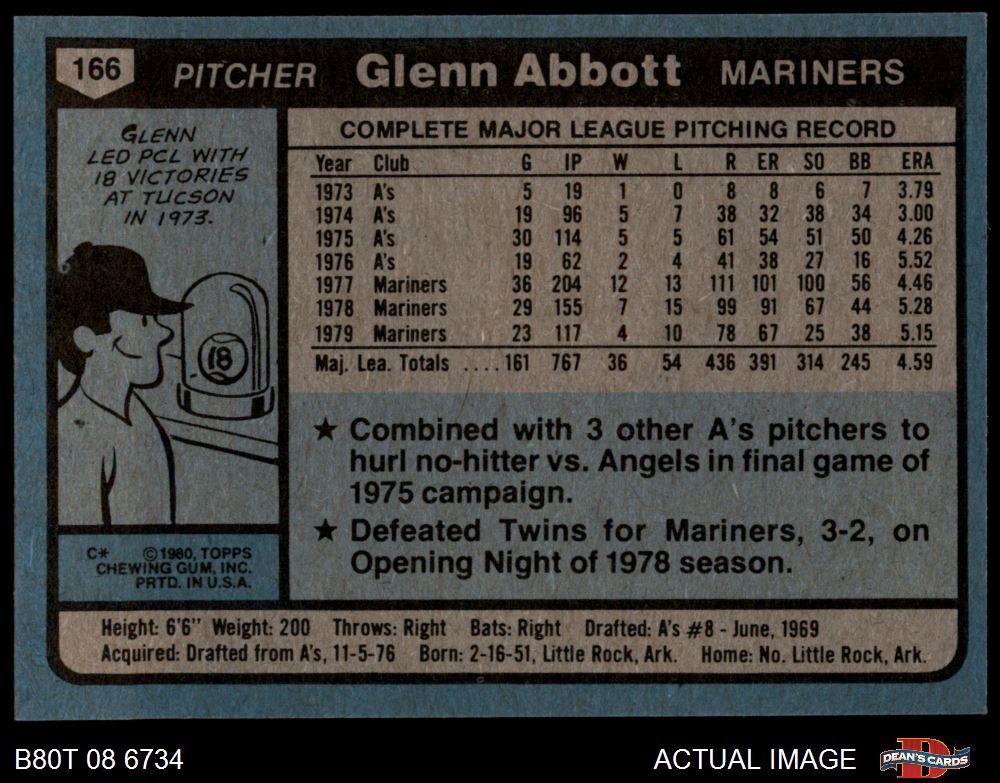 166 PITCHER Glenn Abbott MARINERS
GLENN
LED PCL WITH
18 VICTORIES
AT TUCSON
IN 1973.
18
C* ©1980, TOPPS
CHEWING GUM, INC.
PRTD. IN U.S.A.
COMPLETE MAJOR LEAGUE PITCHING RECORD
Year Club G IP W L R ER SO BB ERA
1973 A's 5 19 1 0 8 8 6 7 3.79
1974 A's 19 96 5 7 38 32 38 34 3.00
1975 A's 30 114 5 5 61 54 51 50 4.26
1976 A's 19 62 2 4 41 38 27 16 5.52
1977 Mariners 36 204 12 13 111 101 100 56 4.46
1978 Mariners 29 155 7 15 99 91 67 44 5.28
1979 Mariners 23 117 4 10 78 67 25 38 5.15
Maj. Lea. Totals ....161 767 36 54 436 391 314 245 4.59
★ Combined with 3 other A's pitchers to
hurl no-hitter vs. Angels in final game of
1975 campaign.
★ Defeated Twins for Mariners, 3-2, on
Opening Night of 1978 season.
Height: 6'6" Weight: 200 Throws: Right Bats: Right Drafted: A's #8 - June, 1969
Acquired: Drafted from A's, 11-5-76 Born: 2-16-51, Little Rock, Ark. Home: No. Little Rock, Ark.
B80T 08 6734 ACTUAL IMAGE D DEAN'S CARDS